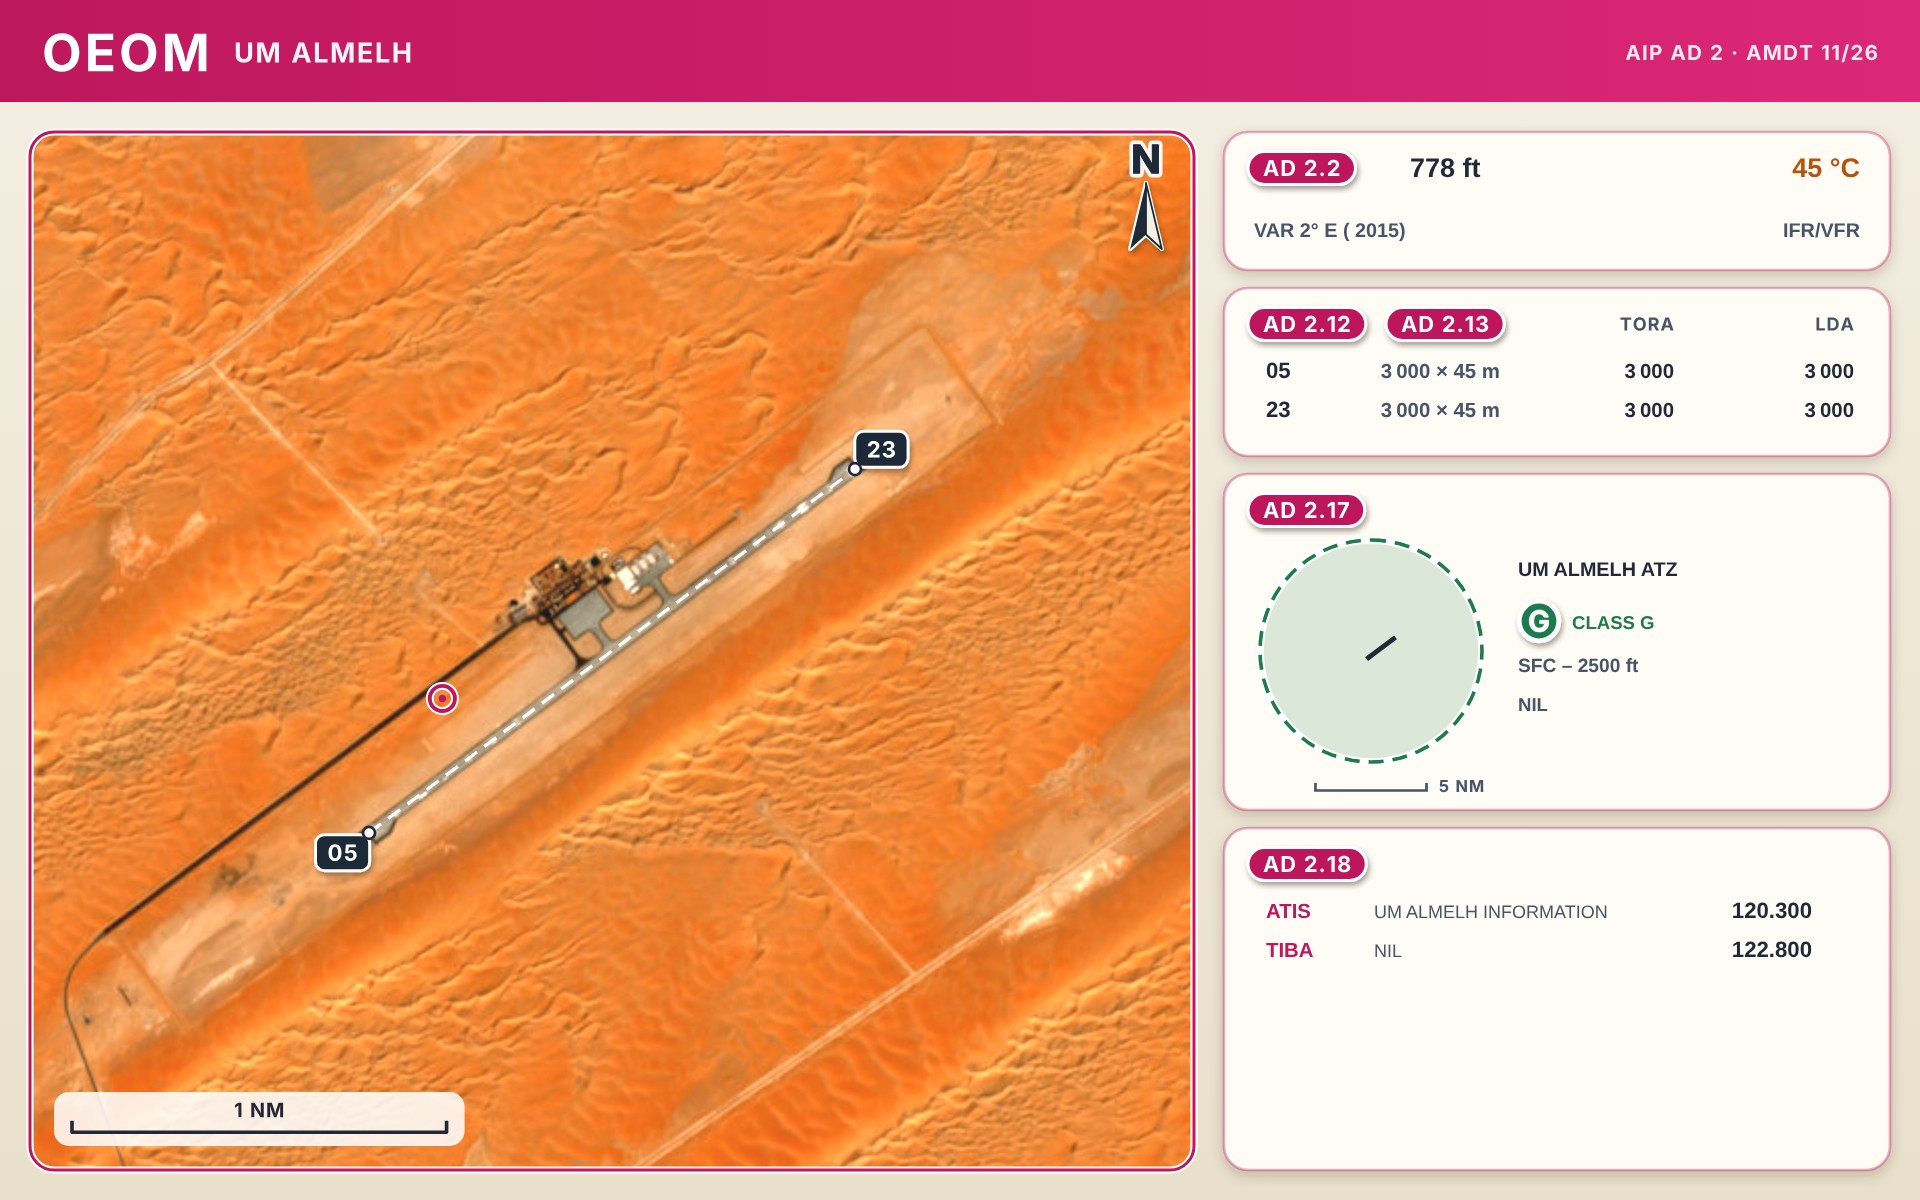 OEOM UM ALMELH
AIP AD 2 · AMDT 11/26
N
23
05
1 NM
AD 2.2 778 ft 45 °C
VAR 2° E ( 2015) IFR/VFR
AD 2.12 AD 2.13 TORA LDA
05 3 000 × 45 m 3 000 3 000
23 3 000 × 45 m 3 000 3 000
AD 2.17
UM ALMELH ATZ
G CLASS G
SFC – 2500 ft
NIL
5 NM
AD 2.18
ATIS UM ALMELH INFORMATION 120.300
TIBA NIL 122.800